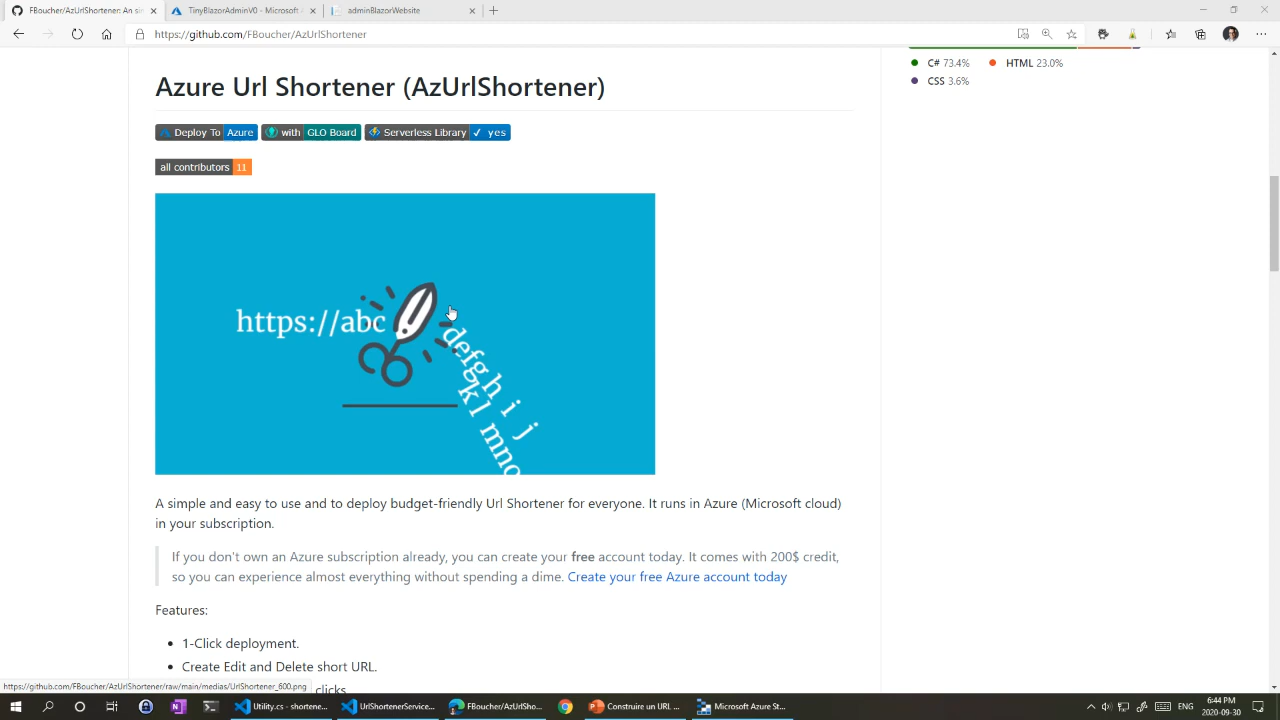 FBoucher/AzUrlShortener: An sin
TinyBlazorAdminV0 - Microsoft
adminBlazorWebsite
https://github.com/FBoucher/AzUrlShortener
C# 73.4%
HTML 23.0%
CSS 3.6%
Azure Url Shortener (AzUrlShortener)
Deploy To Azure
with GLO Board
Serverless Library ✓ yes
all contributors 11
https://abc
defgh i j
kl mno
A simple and easy to use and to deploy budget-friendly Url Shortener for everyone. It runs in Azure (Microsoft cloud)
in your subscription.
If you don't own an Azure subscription already, you can create your free account today. It comes with 200$ credit,
so you can experience almost everything without spending a dime. Create your free Azure account today
Features:
• 1-Click deployment.
• Create Edit and Delete short URL.
clicks
https://github.com/FBoucher/AzUrlShortener/raw/main/medias/UrlShortener_600.png
Utility.cs - shortene...
UrlShortenerService...
FBoucher/AzUrlSho...
Construire un URL ...
Microsoft Azure St...
ENG
6:44 PM
2020-09-30